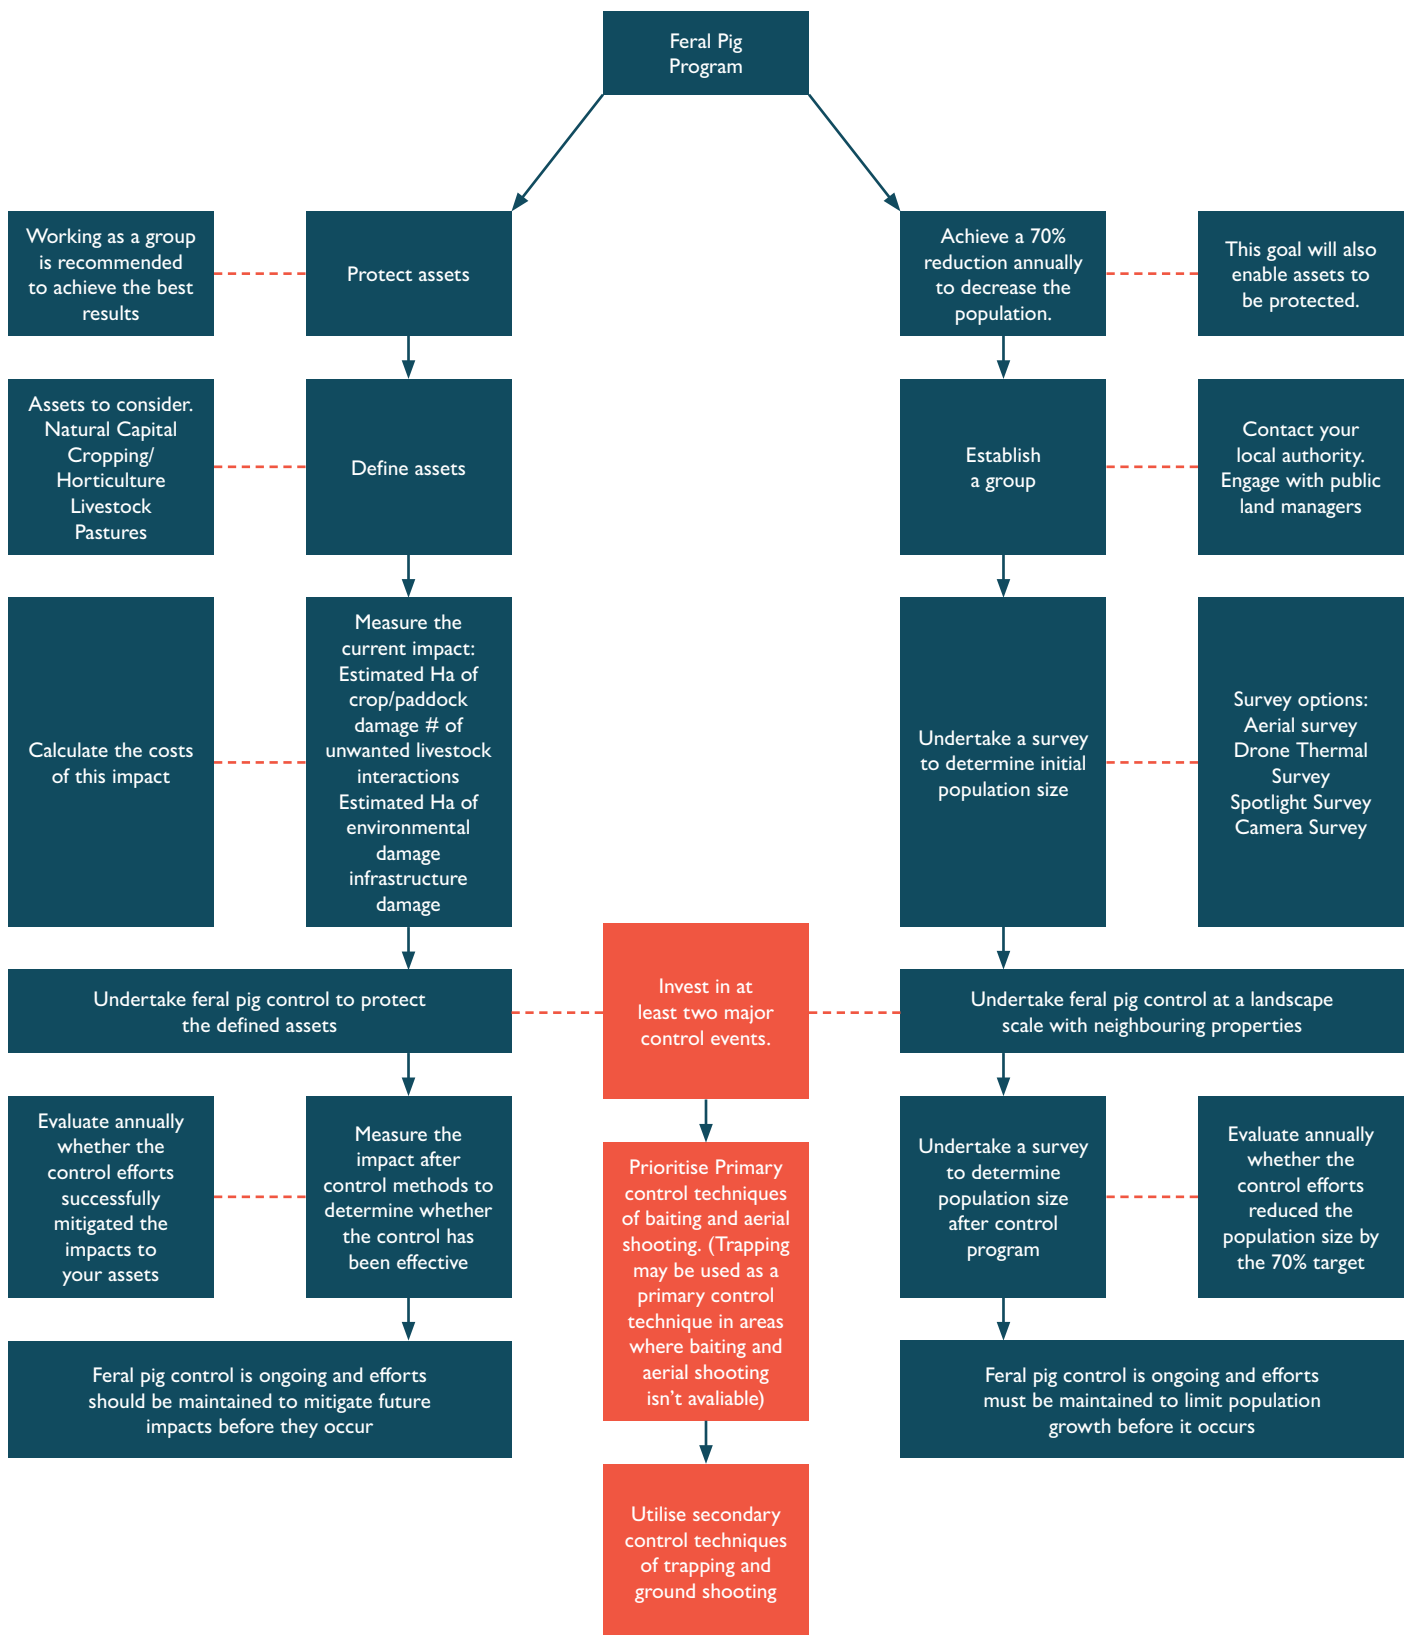 Feral Pig
Program
Working as a group
is recommended
to achieve the best
results
Protect assets
Achieve a 70%
reduction annually
to decrease the
population.
This goal will also
enable assets to
be protected.
Assets to consider.
Natural Capital
Cropping/
Horticulture
Livestock
Pastures
Define assets
Establish
a group
Contact your
local authority.
Engage with public
land managers
Calculate the costs
of this impact
Measure the
current impact:
Estimated Ha of
crop/paddock
damage # of
unwanted livestock
interactions
Estimated Ha of
environmental
damage
infrastructure
damage
Undertake a survey
to determine initial
population size
Survey options:
Aerial survey
Drone Thermal
Survey
Spotlight Survey
Camera Survey
Undertake feral pig control to protect
the defined assets
Invest in at
least two major
control events.
Undertake feral pig control at a landscape
scale with neighbouring properties
Evaluate annually
whether the
control efforts
successfully
mitigated the
impacts to
your assets
Measure the
impact after
control methods to
determine whether
the control has
been effective
Prioritise Primary
control techniques
of baiting and aerial
shooting. (Trapping
may be used as a
primary control
technique in areas
where baiting and
aerial shooting
isn't avaliable)
Undertake a survey
to determine
population size
after control
program
Evaluate annually
whether the
control efforts
reduced the
population size by
the 70% target
Feral pig control is ongoing and efforts
should be maintained to mitigate future
impacts before they occur
Feral pig control is ongoing and efforts
must be maintained to limit population
growth before it occurs
Utilise secondary
control techniques
of trapping and
ground shooting